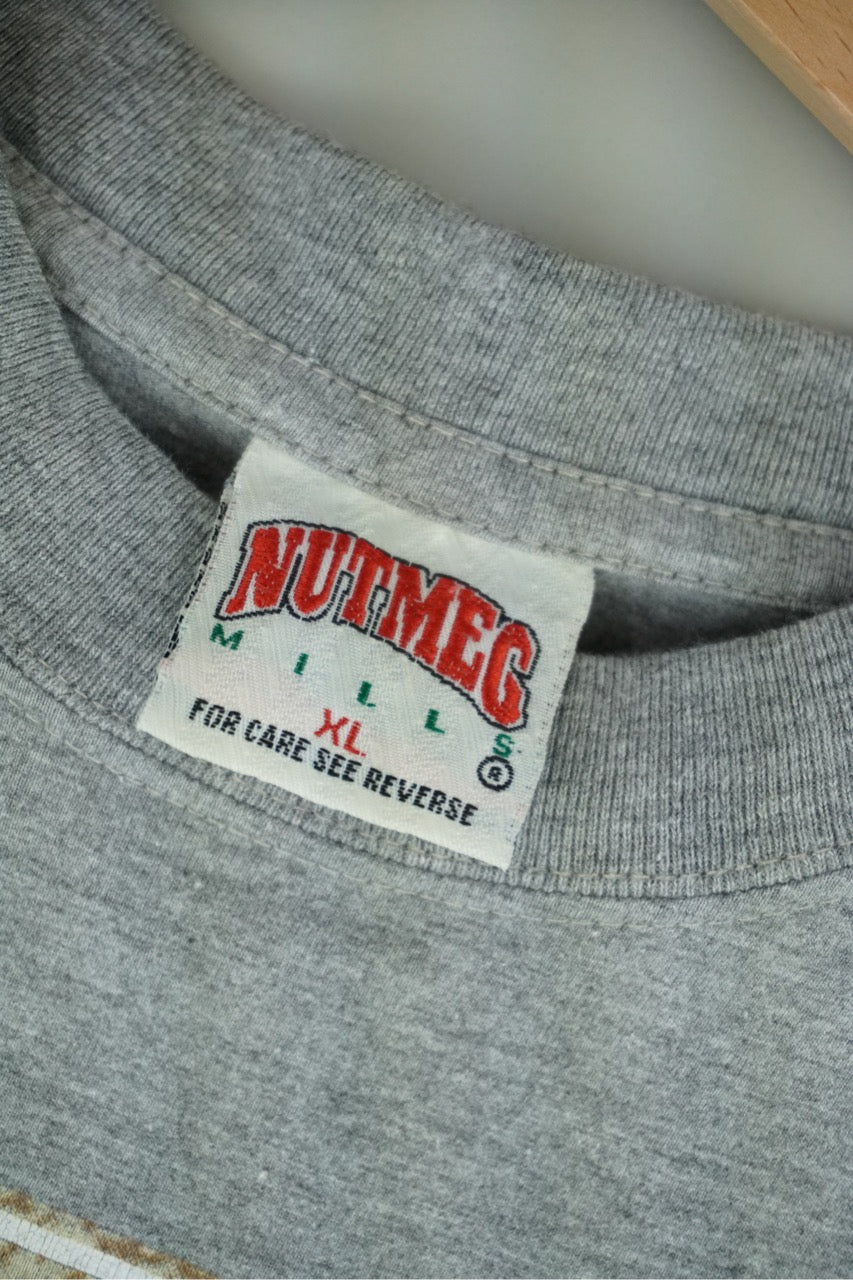 NUTMEG
MILLS
XL
®
FOR CARE SEE REVERSE